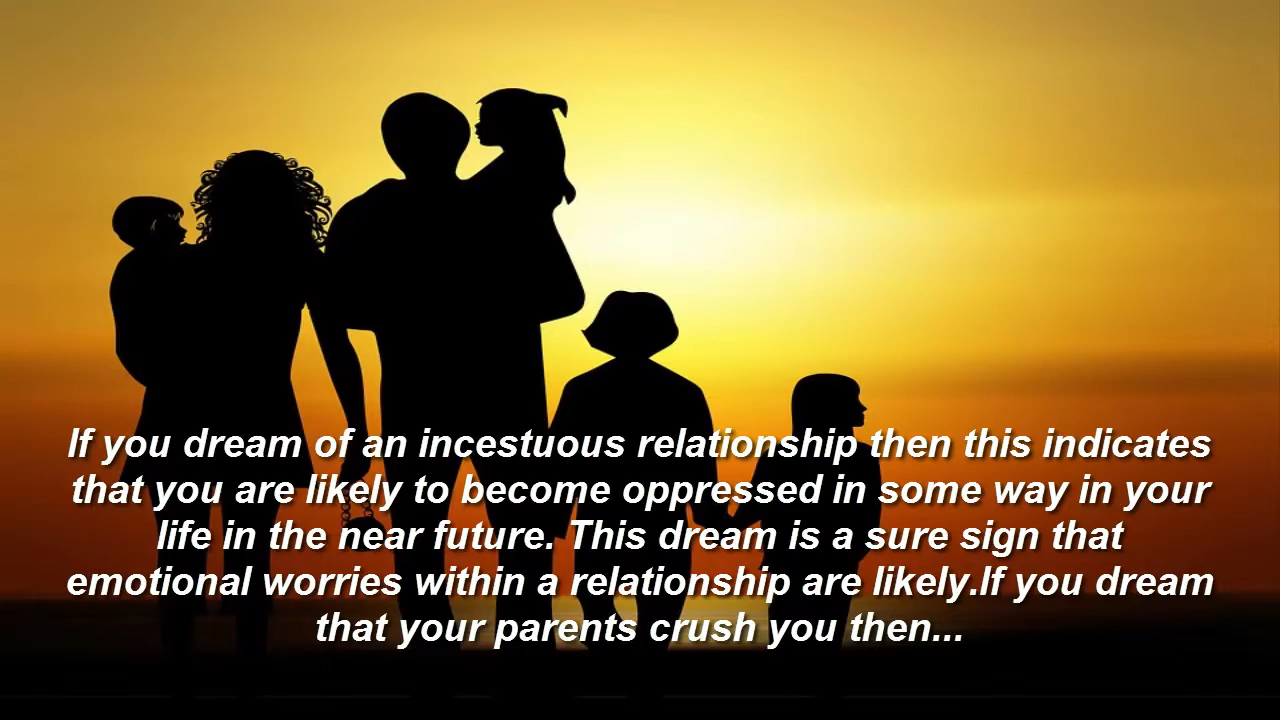 If you dream of an incestuous relationship then this indicates
that you are likely to become oppressed in some way in your
life in the near future. This dream is a sure sign that
emotional worries within a relationship are likely.If you dream
that your parents crush you then...